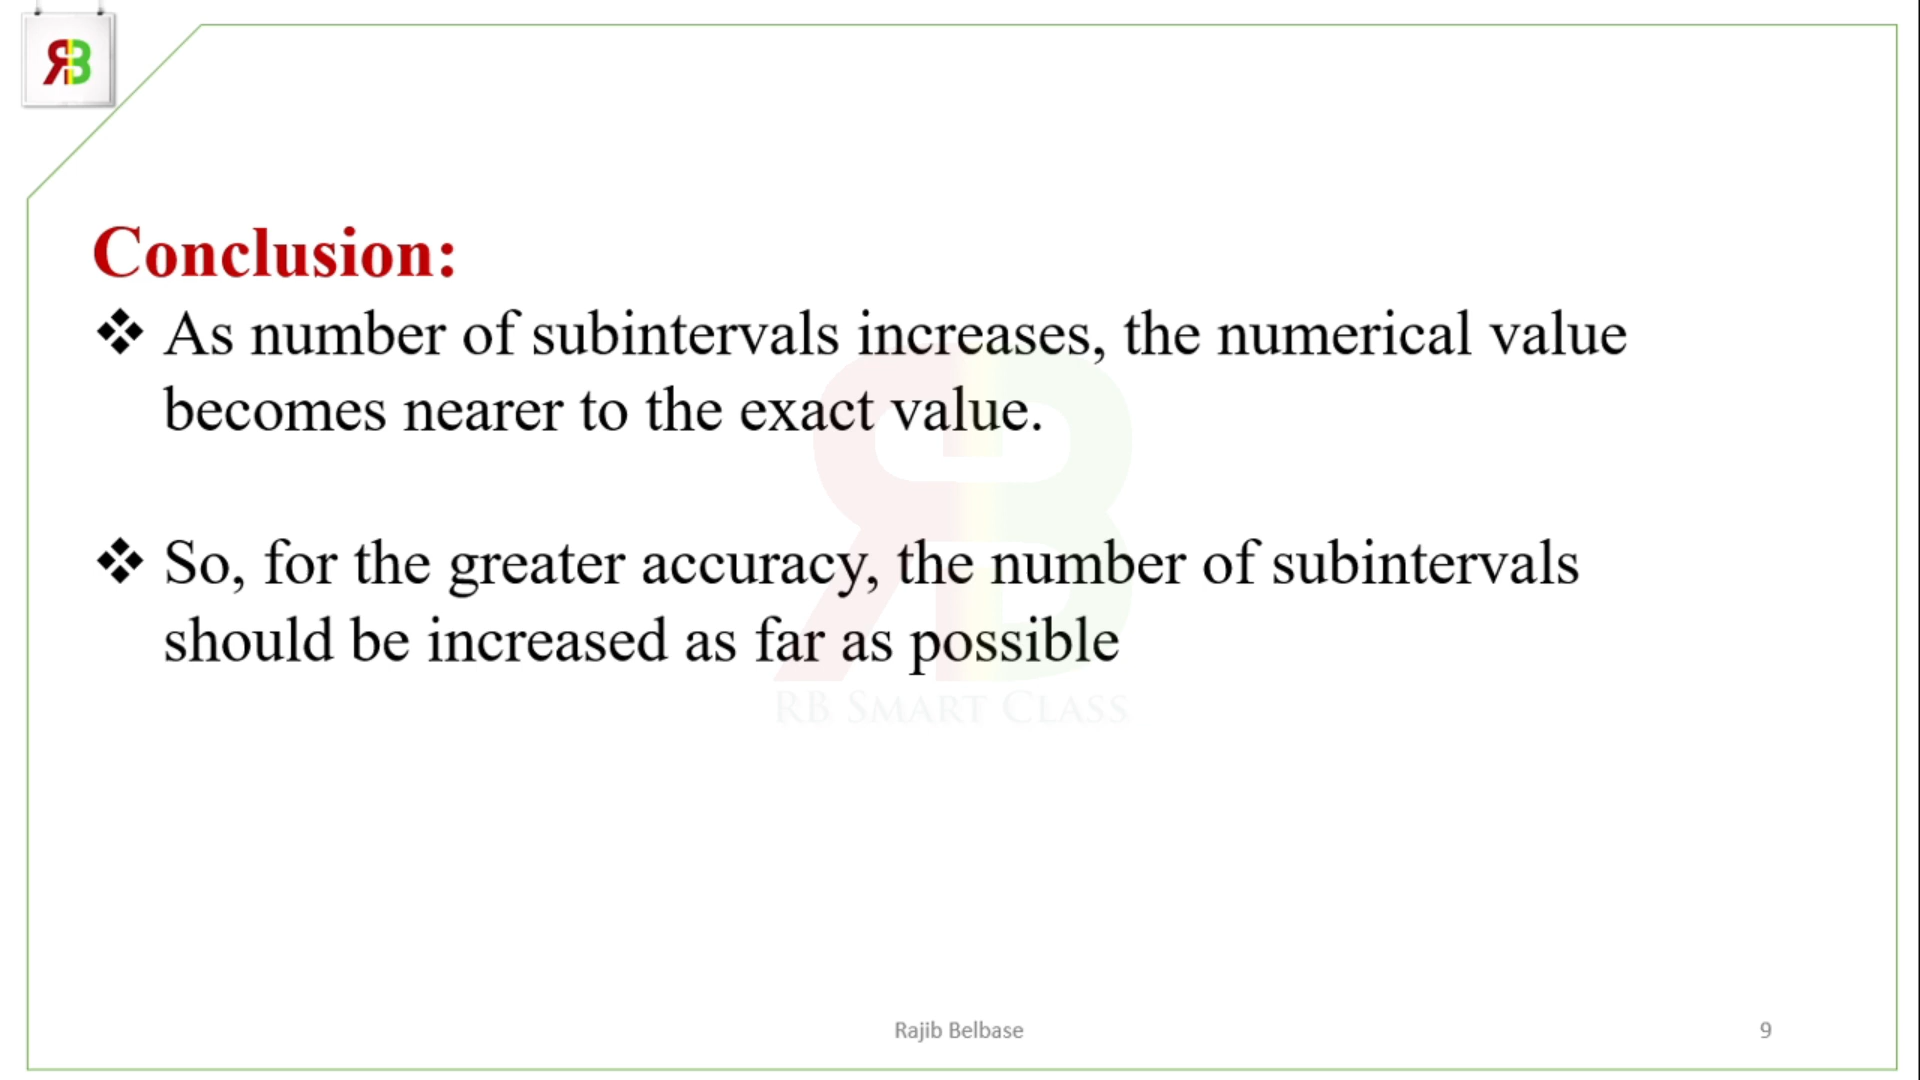 RB
Conclusion:
❖ As number of subintervals increases, the numerical value
becomes nearer to the exact value.
❖ So, for the greater accuracy, the number of subintervals
should be increased as far as possible
RB SMART CLASS
Rajib Belbase
9